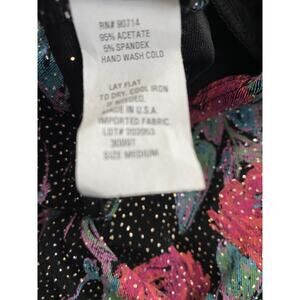 RN# 90714
95% ACETATE
5% SPANDEX
HAND WASH COLD
LAY FLAT
TO DRY, COOL IRON
IF NEEDED.
MADE IN U.S.A.
IMPORTED FABRIC.
LOT# 202053
SIZE MEDIUM